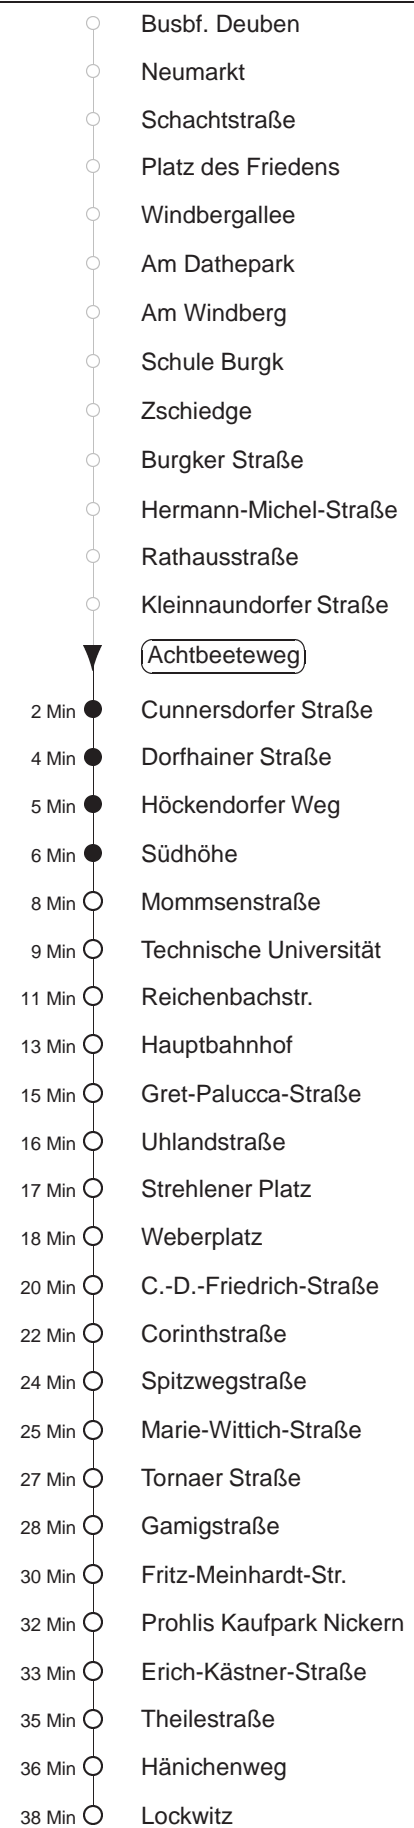 Busbf. Deuben
Neumarkt
Schachtstraße
Platz des Friedens
Windbergallee
Am Dathepark
Am Windberg
Schule Burgk
Zschiedge
Burgker Straße
Hermann-Michel-Straße
Rathausstraße
Kleinnaundorfer Straße
Achtbeeteweg
2 Min Cunnersdorfer Straße
4 Min Dorfhainer Straße
5 Min Höckendorfer Weg
6 Min Südhöhe
8 Min Mommsenstraße
9 Min Technische Universität
11 Min Reichenbachstr.
13 Min Hauptbahnhof
15 Min Gret-Palucca-Straße
16 Min Uhlandstraße
17 Min Strehlener Platz
18 Min Weberplatz
20 Min C.-D.-Friedrich-Straße
22 Min Corinthstraße
24 Min Spitzwegstraße
25 Min Marie-Wittich-Straße
27 Min Tornaer Straße
28 Min Gamigstraße
30 Min Fritz-Meinhardt-Str.
32 Min Prohlis Kaufpark Nickern
33 Min Erich-Kästner-Straße
35 Min Theilestraße
36 Min Hänichenweg
38 Min Lockwitz